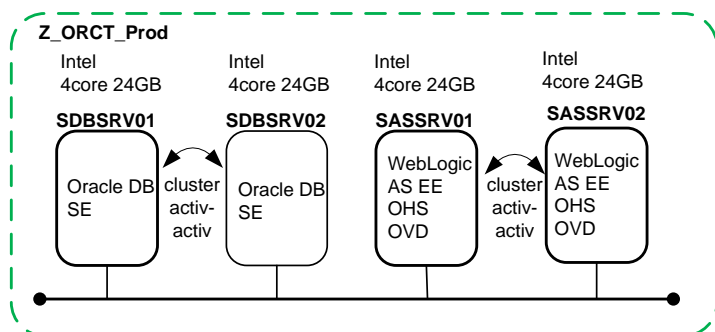 Z_ORCT_Prod
Intel
4core 24GB
SDBSRV01
Oracle DB
SE
cluster
activ-
activ
Intel
4core 24GB
SDBSRV02
Oracle DB
SE
Intel
4core 24GB
SASSRV01
WebLogic
AS EE
OHS
OVD
cluster
activ-
activ
Intel
4core 24GB
SASSRV02
WebLogic
AS EE
OHS
OVD